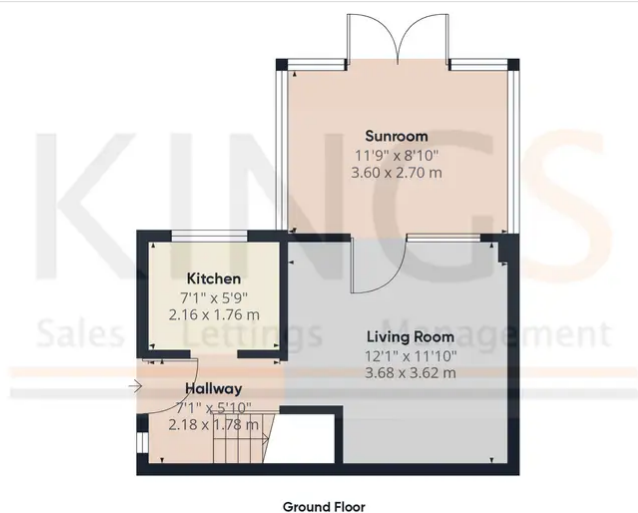 KINGS
Sales Lettings Management
Sunroom
11'9" x 8'10"
3.60 x 2.70 m
Kitchen
7'1" x 5'9"
2.16 x 1.76 m
Living Room
12'1" x 11'10"
3.68 x 3.62 m
Hallway
7'1" x 5'10"
2.18 x 1.78 m
Ground Floor